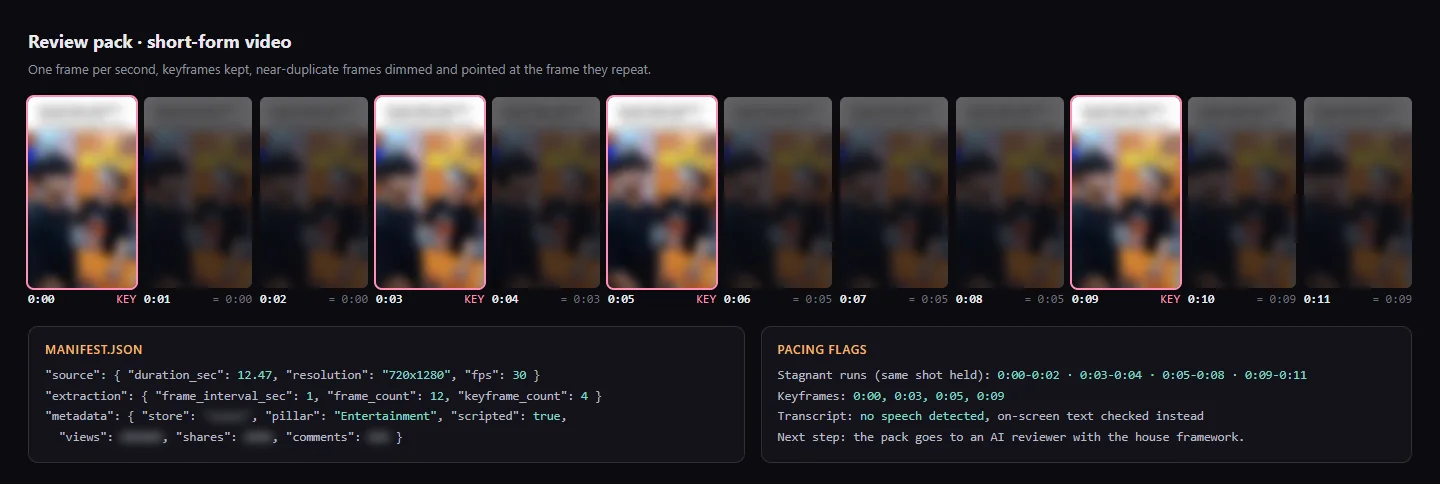 Review pack · short-form video
One frame per second, keyframes kept, near-duplicate frames dimmed and pointed at the frame they repeat.
0:00 KEY 0:01 = 0:00 0:02 = 0:00 0:03 KEY 0:04 = 0:03 0:05 KEY 0:06 = 0:05 0:07 = 0:05 0:08 = 0:05 0:09 KEY 0:10 = 0:09 0:11 = 0:09
MANIFEST.JSON
"source": { "duration_sec": 12.47, "resolution": "720x1280", "fps": 30 }
"extraction": { "frame_interval_sec": 1, "frame_count": 12, "keyframe_count": 4 }
"metadata": { "store": , "pillar": "Entertainment", "scripted": true,
"views": , "shares": , "comments": }
PACING FLAGS
Stagnant runs (same shot held): 0:00-0:02 · 0:03-0:04 · 0:05-0:08 · 0:09-0:11
Keyframes: 0:00, 0:03, 0:05, 0:09
Transcript: no speech detected, on-screen text checked instead
Next step: the pack goes to an AI reviewer with the house framework.